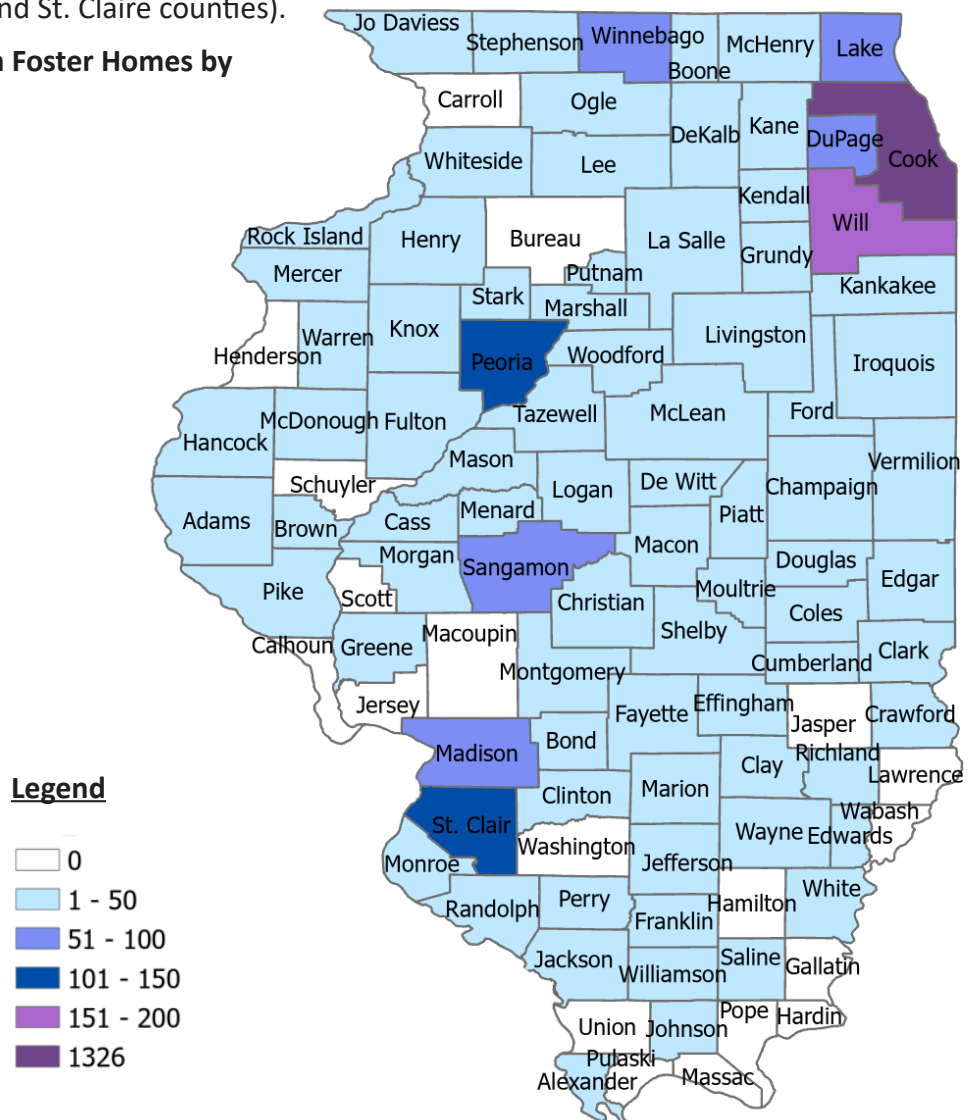 nd St. Claire counties).
n Foster Homes by
Jo Daviess
Stephenson
Winnebago
Boone
McHenry
Lake
Carroll
Ogle
DeKalb
Kane
DuPage
Cook
Whiteside
Lee
Kendall
Will
Rock Island
Henry
Bureau
La Salle
Grundy
Mercer
Putnam
Kankakee
Stark
Marshall
Henderson
Warren
Knox
Peoria
Woodford
Livingston
Iroquois
Hancock
McDonough
Fulton
Tazewell
McLean
Ford
Vermilion
Schuyler
Mason
Logan
De Witt
Champaign
Adams
Brown
Cass
Menard
Piatt
Morgan
Sangamon
Macon
Douglas
Edgar
Pike
Scott
Christian
Moultrie
Coles
Calhoun
Greene
Macoupin
Shelby
Cumberland
Clark
Montgomery
Jersey
Fayette
Effingham
Jasper
Crawford
Madison
Bond
Clay
Richland
Lawrence
Clinton
Marion
Wabash
St. Clair
Washington
Wayne
Edwards
Monroe
Jefferson
Randolph
Perry
Hamilton
White
Franklin
Jackson
Williamson
Saline
Gallatin
Union
Johnson
Pope
Hardin
Pulaski
Alexander
Massac
Legend
0
1 - 50
51 - 100
101 - 150
151 - 200
1326